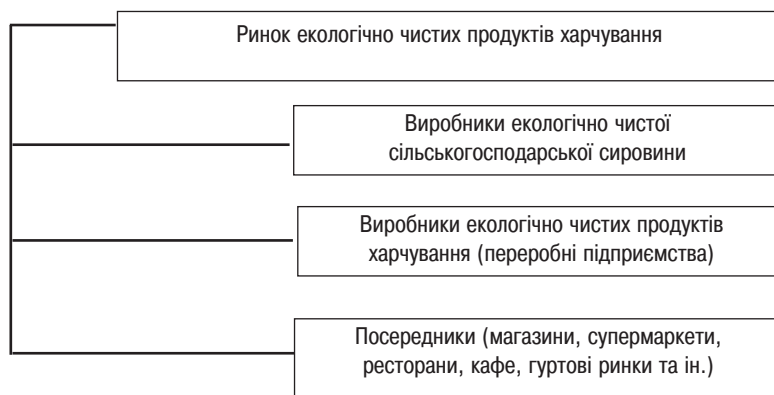 Ринок екологічно чистих продуктів харчування
Виробники екологічно чистої
сільськогосподарської сировини
Виробники екологічно чистих продуктів
харчування (переробні підприємства)
Посередники (магазини, супермаркети,
ресторани, кафе, гуртові ринки та ін.)